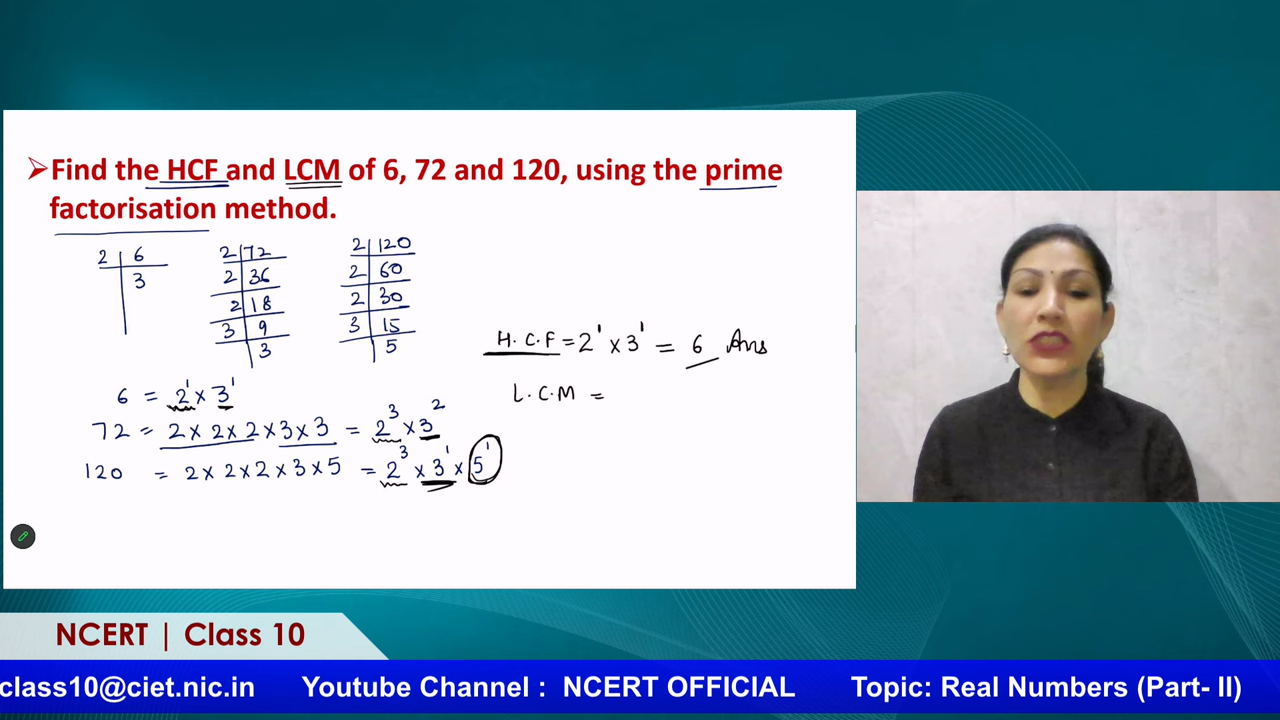 ➢Find the HCF and LCM of 6, 72 and 120, using the prime
factorisation method.
2 | 6
3
2 | 72
2 | 36
2 | 18
3 | 9
3
2 | 120
2 | 60
2 | 30
3 | 15
5
6 = 2¹ × 3¹
72 = 2 × 2 × 2 × 3 × 3 = 2³ × 3²
120 = 2 × 2 × 2 × 3 × 5 = 2³ × 3¹ × 5¹
H.C.F = 2¹ × 3¹ = 6 Ans
L.C.M =
NCERT | Class 10
class10@ciet.nic.in Youtube Channel : NCERT OFFICIAL Topic: Real Numbers (Part- II)